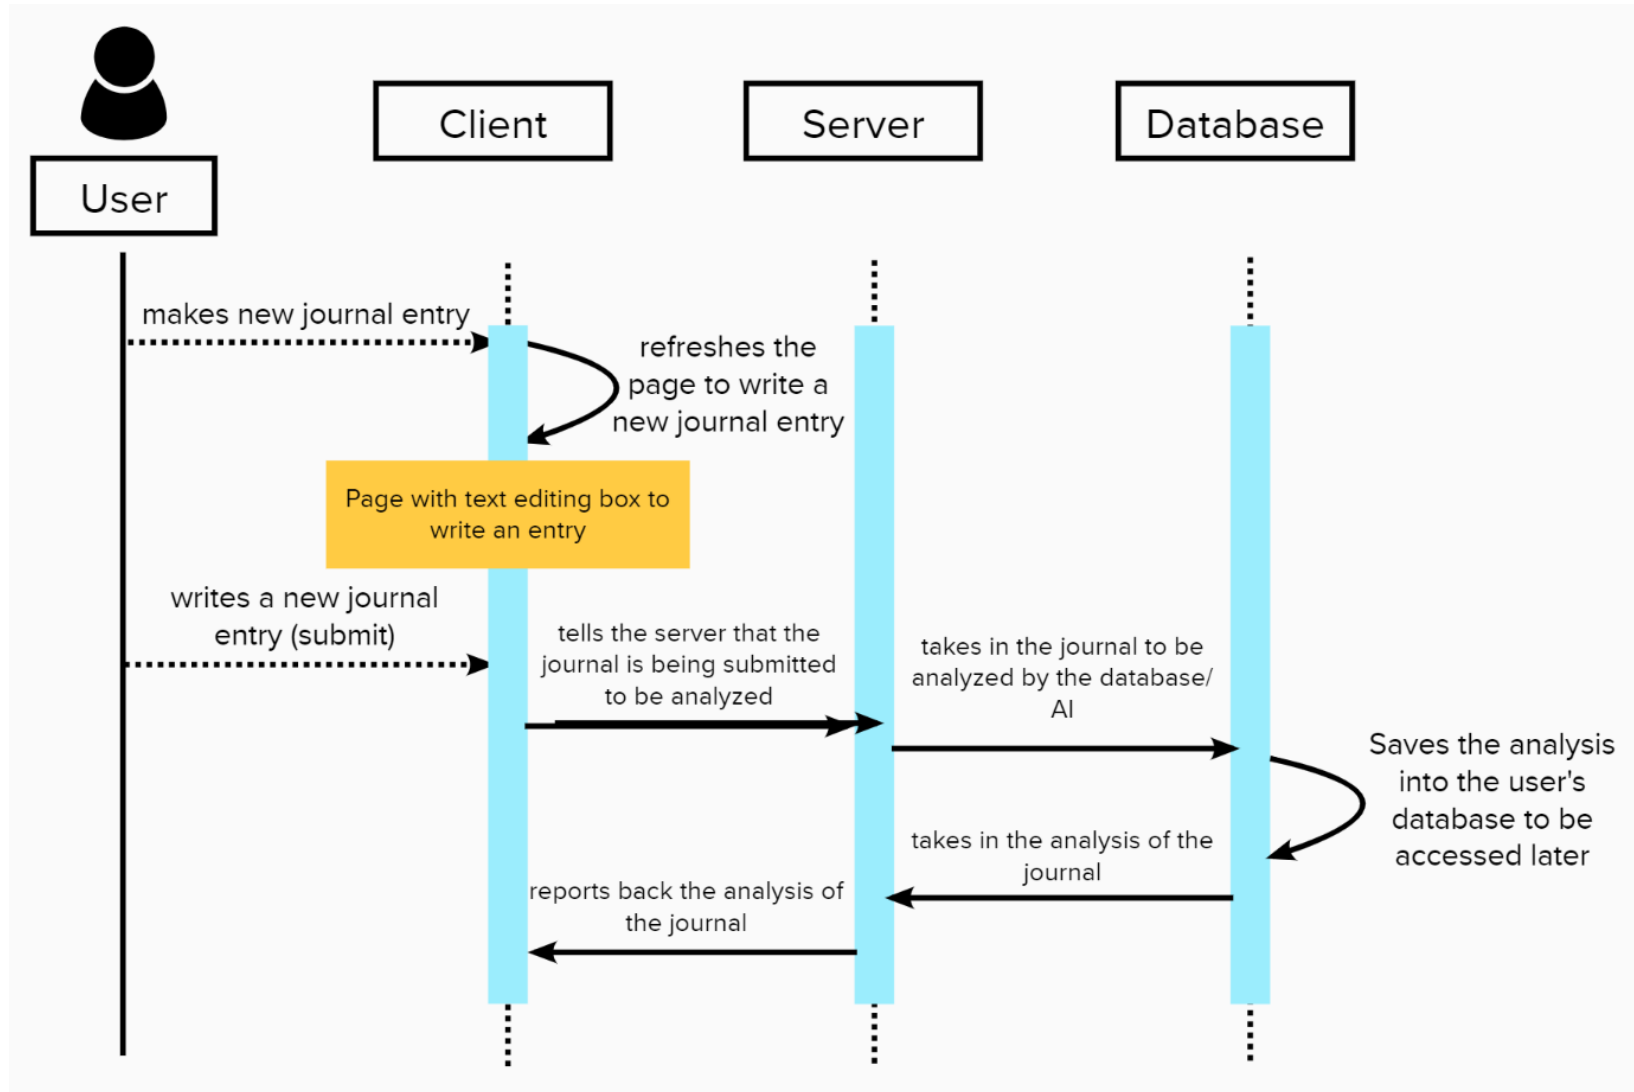 Client
Server
Database
User
makes new journal entry
refreshes the
page to write a
new journal entry
Page with text editing box to
write an entry
writes a new journal
entry (submit)
tells the server that the
journal is being submitted
to be analyzed
takes in the journal to be
analyzed by the database/
AI
Saves the analysis
into the user's
database to be
accessed later
takes in the analysis of the
journal
reports back the analysis of
the journal